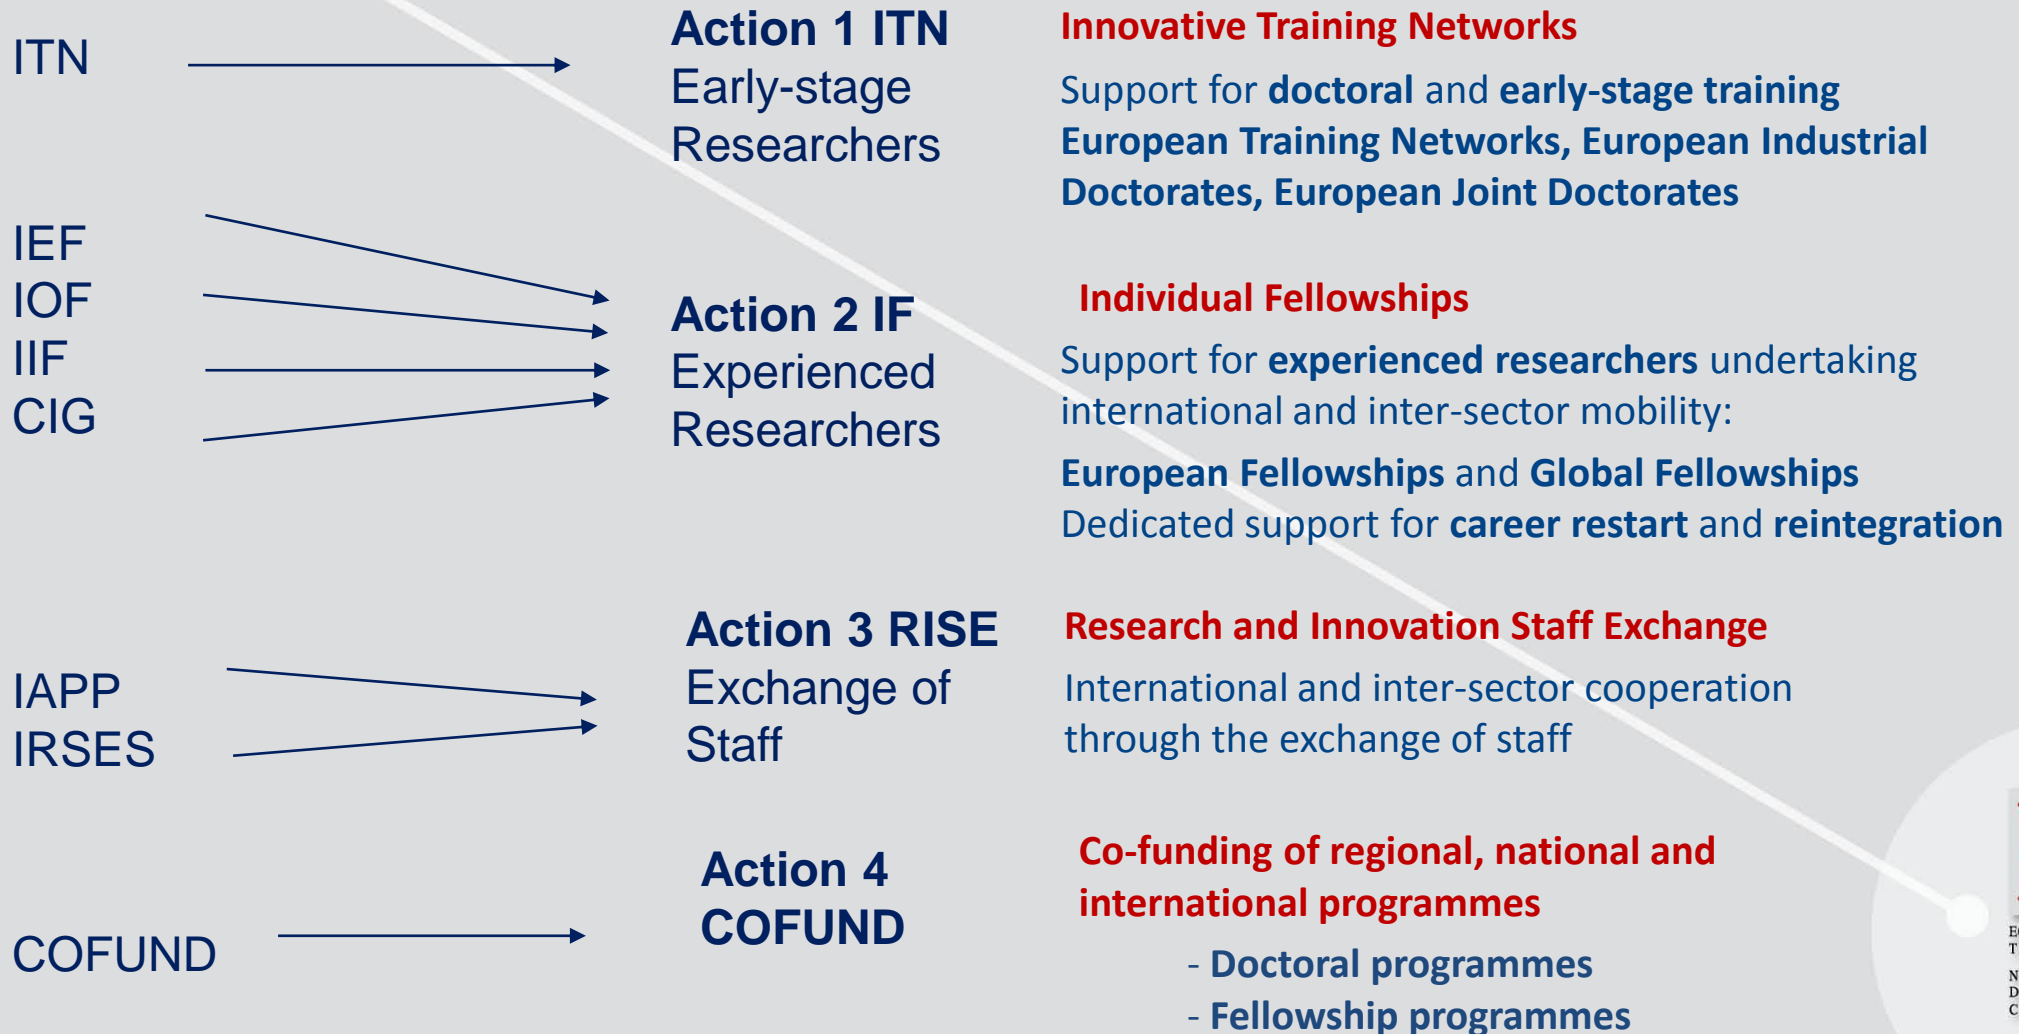 ITN
Action 1 ITN
Early-stage
Researchers
Innovative Training Networks
Support for doctoral and early-stage training
European Training Networks, European Industrial
Doctorates, European Joint Doctorates
IEF
IOF
IIF
CIG
Action 2 IF
Experienced
Researchers
Individual Fellowships
Support for experienced researchers undertaking
international and inter-sector mobility:
European Fellowships and Global Fellowships
Dedicated support for career restart and reintegration
IAPP
IRSES
Action 3 RISE
Exchange of
Staff
Research and Innovation Staff Exchange
International and inter-sector cooperation
through the exchange of staff
COFUND
Action 4
COFUND
Co-funding of regional, national and
international programmes
- Doctoral programmes
- Fellowship programmes